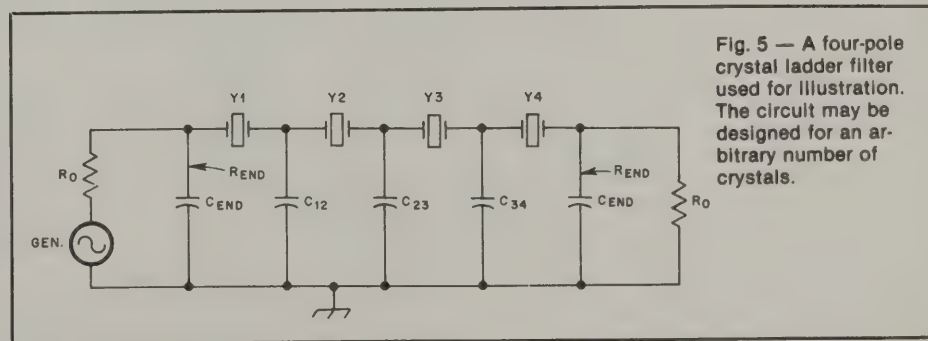 Fig. 5 — A four-pole
crystal ladder filter
used for illustration.
The circuit may be
designed for an ar-
bitrary number of
crystals.
Y1 Y2 Y3 Y4
R0 REND REND
CEND C12 C23 C34 CEND R0
GEN.